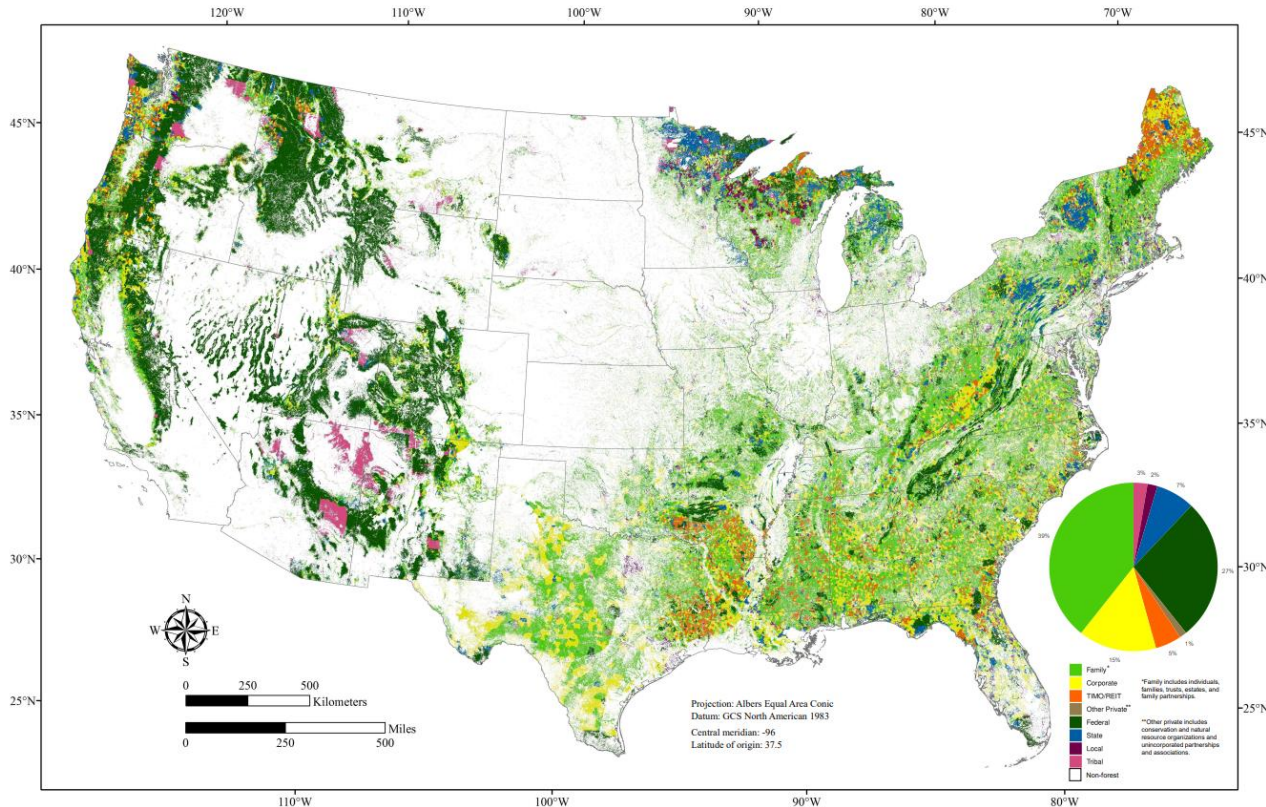 120°W 110°W 100°W 90°W 80°W 70°W
45°N 45°N
40°N 40°N
35°N 35°N
30°N 30°N
25°N 25°N
3% 2% 7%
39%
27%
1%
5%
15%
N
W E
S
0 250 500
Kilometers
Miles
0 250 500
Projection: Albers Equal Area Conic
Datum: GCS North American 1983
Central meridian: -96
Latitude of origin: 37.5
Family*
Corporate
TIMO/REIT
Other Private**
Federal
State
Local
Tribal
Non-forest
*Family includes individuals,
families, trusts, estates, and
family partnerships.
**Other private includes
conservation and natural
resource organizations and
unincorporated partnerships
and associations.
110°W 100°W 90°W 80°W